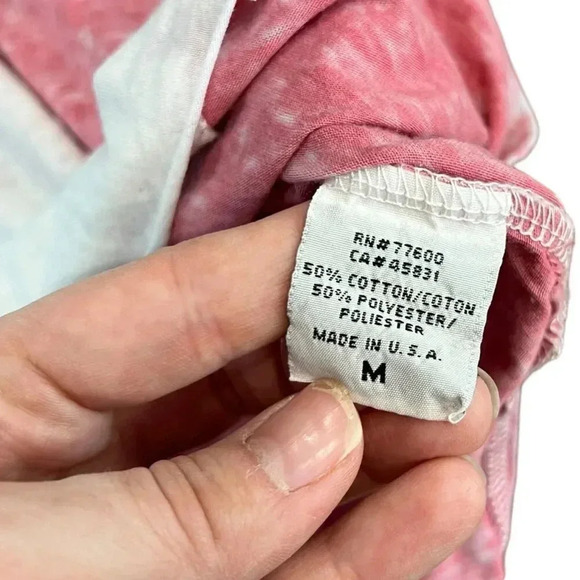 RN#77600
CA#45831
50% COTTON/COTON
50% POLYESTER/
POLIESTER
MADE IN U.S.A.
M